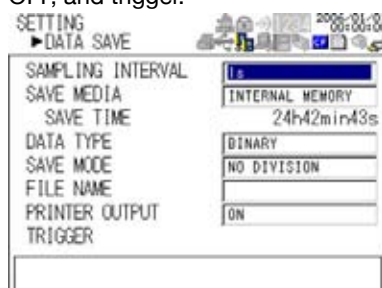 OFF, and trigger.
SETTING
►DATA SAVE
SAMPLING INTERVAL 1s
SAVE MEDIA INTERNAL MEMORY
SAVE TIME 24h42min43s
DATA TYPE BINARY
SAVE MODE NO DIVISION
FILE NAME
PRINTER OUTPUT ON
TRIGGER